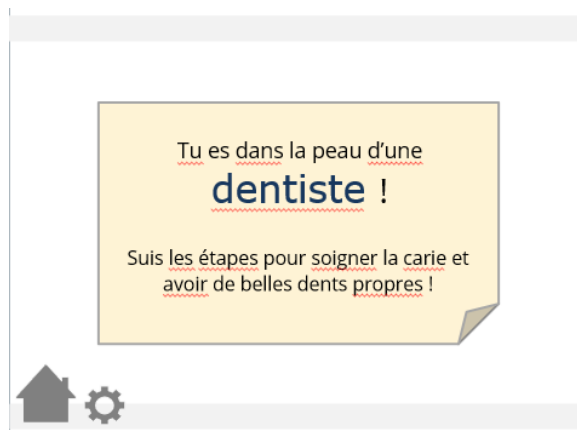 Tu es dans la peau d’une
dentiste !
Suis les étapes pour soigner la carie et
avoir de belles dents propres !